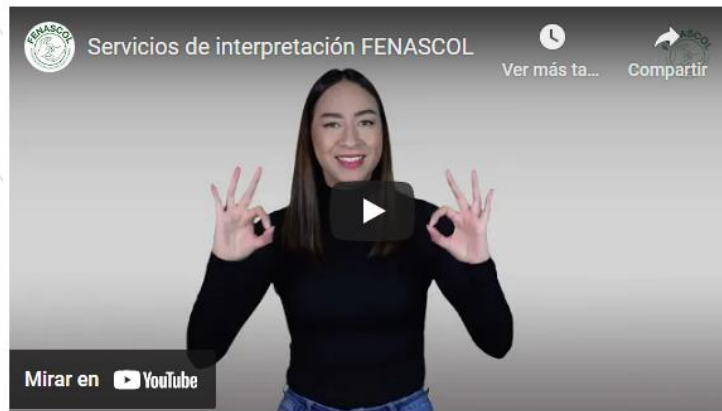 FENASCOL
Servicios de interpretación FENASCOL
Ver más ta...
Compartir
Mirar en YouTube